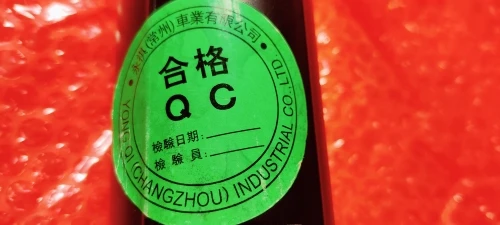 永祺(常州)車業有限公司
合格
QC
檢驗日期:
檢驗員:
YONG QI (CHANGZHOU) INDUSTRIAL CO.,LTD.